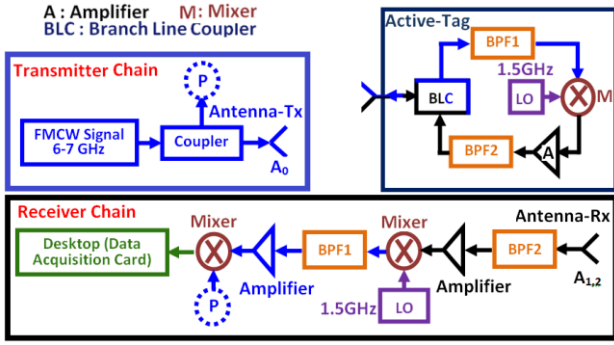 A : Amplifier M: Mixer
BLC : Branch Line Coupler
Transmitter Chain
P
Antenna-Tx
FMCW Signal
6-7 GHz
Coupler
A0
Active-Tag
BPF1
1.5GHz
BLC
LO
M
BPF2
A
Receiver Chain
Mixer
Mixer
Antenna-Rx
Desktop (Data
Acquisition Card)
BPF1
BPF2
Amplifier
Amplifier
A1,2
P
1.5GHz
LO